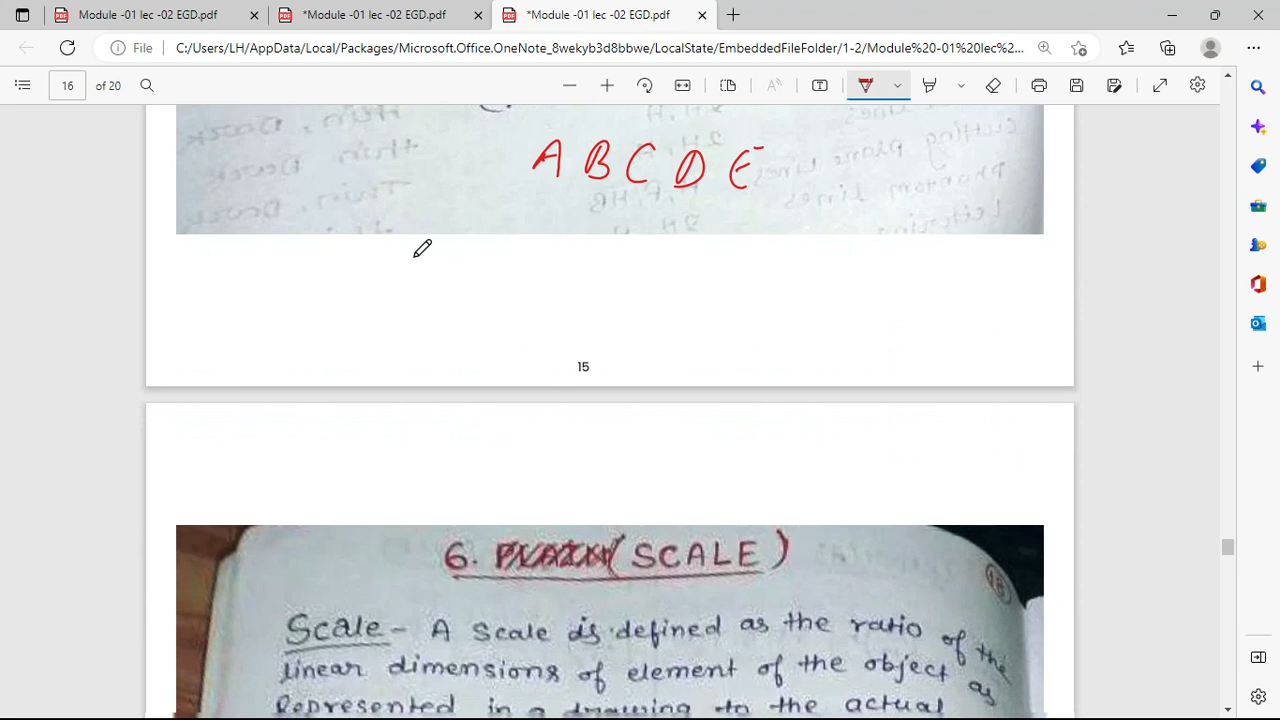 Module -01 lec -02 EGD.pdf
*Module -01 lec -02 EGD.pdf
*Module -01 lec -02 EGD.pdf
File
C:/Users/LH/AppData/Local/Packages/Microsoft.Office.OneNote_8wekyb3d8bbwe/LocalState/EmbeddedFileFolder/1-2/Module%20-01%20lec%2...
16 of 20
A B C D E
15
6. (SCALE)
18
Scale - A Scale is defined as the ratio of the
linear dimensions of element of the object as
Represented in a drawing to the actual